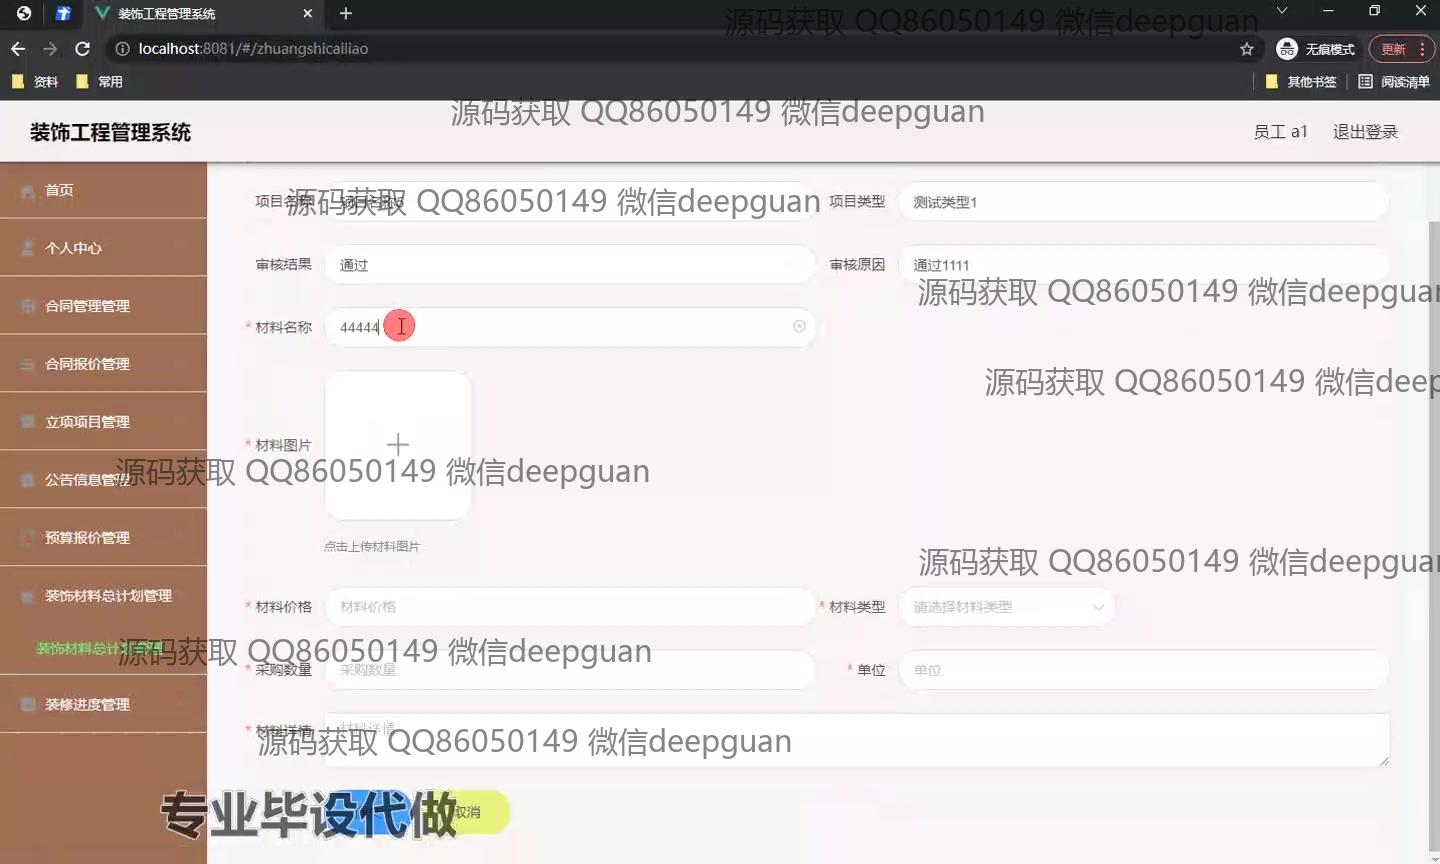 装饰工程管理系统
源码获取 QQ86050149 微信deepguan
localhost:8081/#/zhuangshicailiao
无痕模式
更新
资料
常用
其他书签
阅读清单
源码获取 QQ86050149 微信deepguan
装饰工程管理系统
员工 a1
退出登录
首页
个人中心
合同管理管理
合同报价管理
立项项目管理
公告信息管理
预算报价管理
装饰材料总计划管理
装饰材料总计划管理
装修进度管理
项目名称
源码获取 QQ86050149 微信deepguan
项目类型
测试类型1
审核结果
通过
审核原因
通过1111
源码获取 QQ86050149 微信deepguan
* 材料名称
44444
源码获取 QQ86050149 微信deep
* 材料图片
源码获取 QQ86050149 微信deepguan
点击上传材料图片
源码获取 QQ86050149 微信deepguan
* 材料价格
材料价格
* 材料类型
请选择材料类型
源码获取 QQ86050149 微信deepguan
* 采购数量
采购数量
* 单位
单位
* 材料详情
材料详情
源码获取 QQ86050149 微信deepguan
专业毕设代做
取消